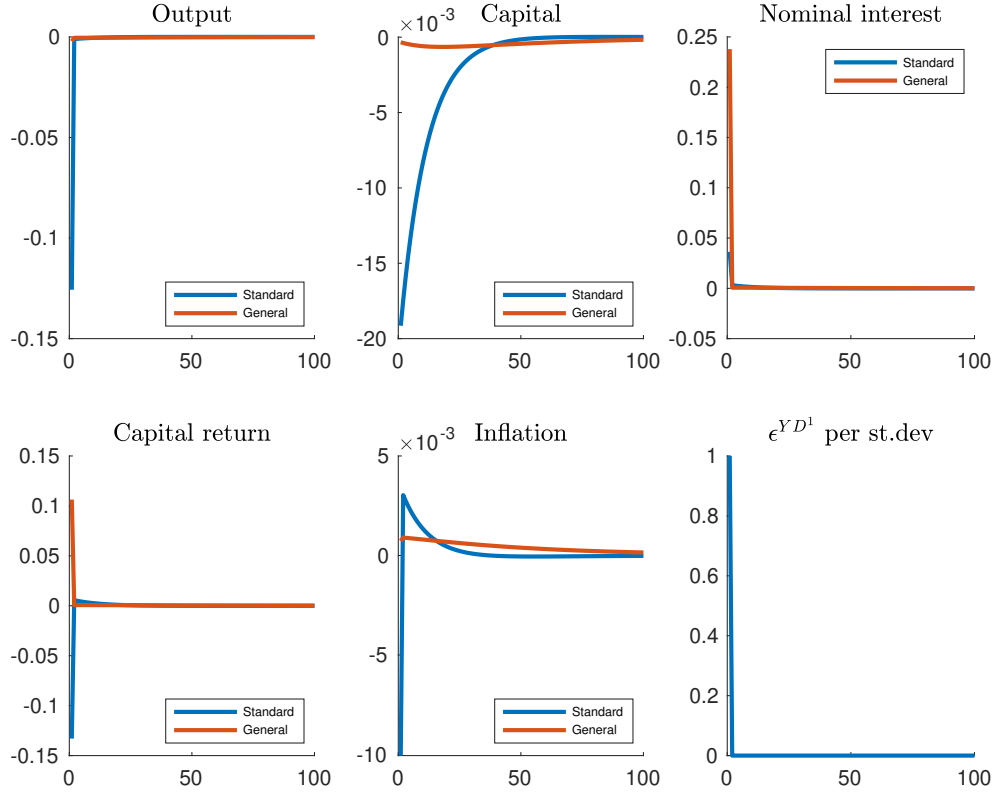 Output
0
-0.05
-0.1
-0.15
0 50 100
Standard
General
Capital
×10⁻³
0
-5
-10
-15
-20
0 50 100
Standard
General
Nominal interest
0.25
0.2
0.15
0.1
0.05
0
-0.05
0 50 100
Standard
General
Capital return
0.15
0.1
0.05
0
-0.05
-0.1
-0.15
0 50 100
Standard
General
Inflation
×10⁻³
5
0
-5
-10
0 50 100
Standard
General
ϵ^{YD^1} per st.dev
1
0.8
0.6
0.4
0.2
0
0 50 100